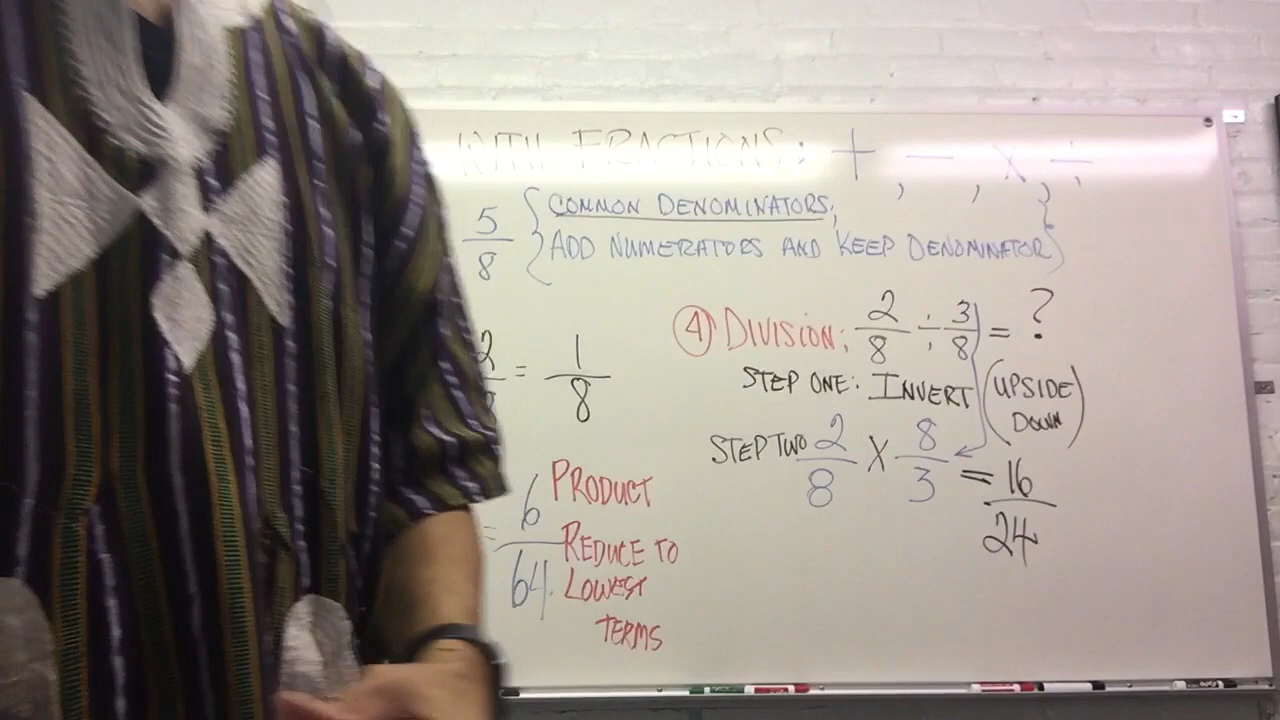 WITH FRACTIONS: +, −, X, ÷
5/8 {COMMON DENOMINATORS;
ADD NUMERATORS AND KEEP DENOMINATOR}
④ DIVISION: 2/8 ÷ 3/8 = ?
2 = 1/8
STEP ONE: INVERT (UPSIDE DOWN)
STEP TWO 2/8 X 8/3 = 16/24
= 6/64 PRODUCT
REDUCE TO
LOWEST
TERMS